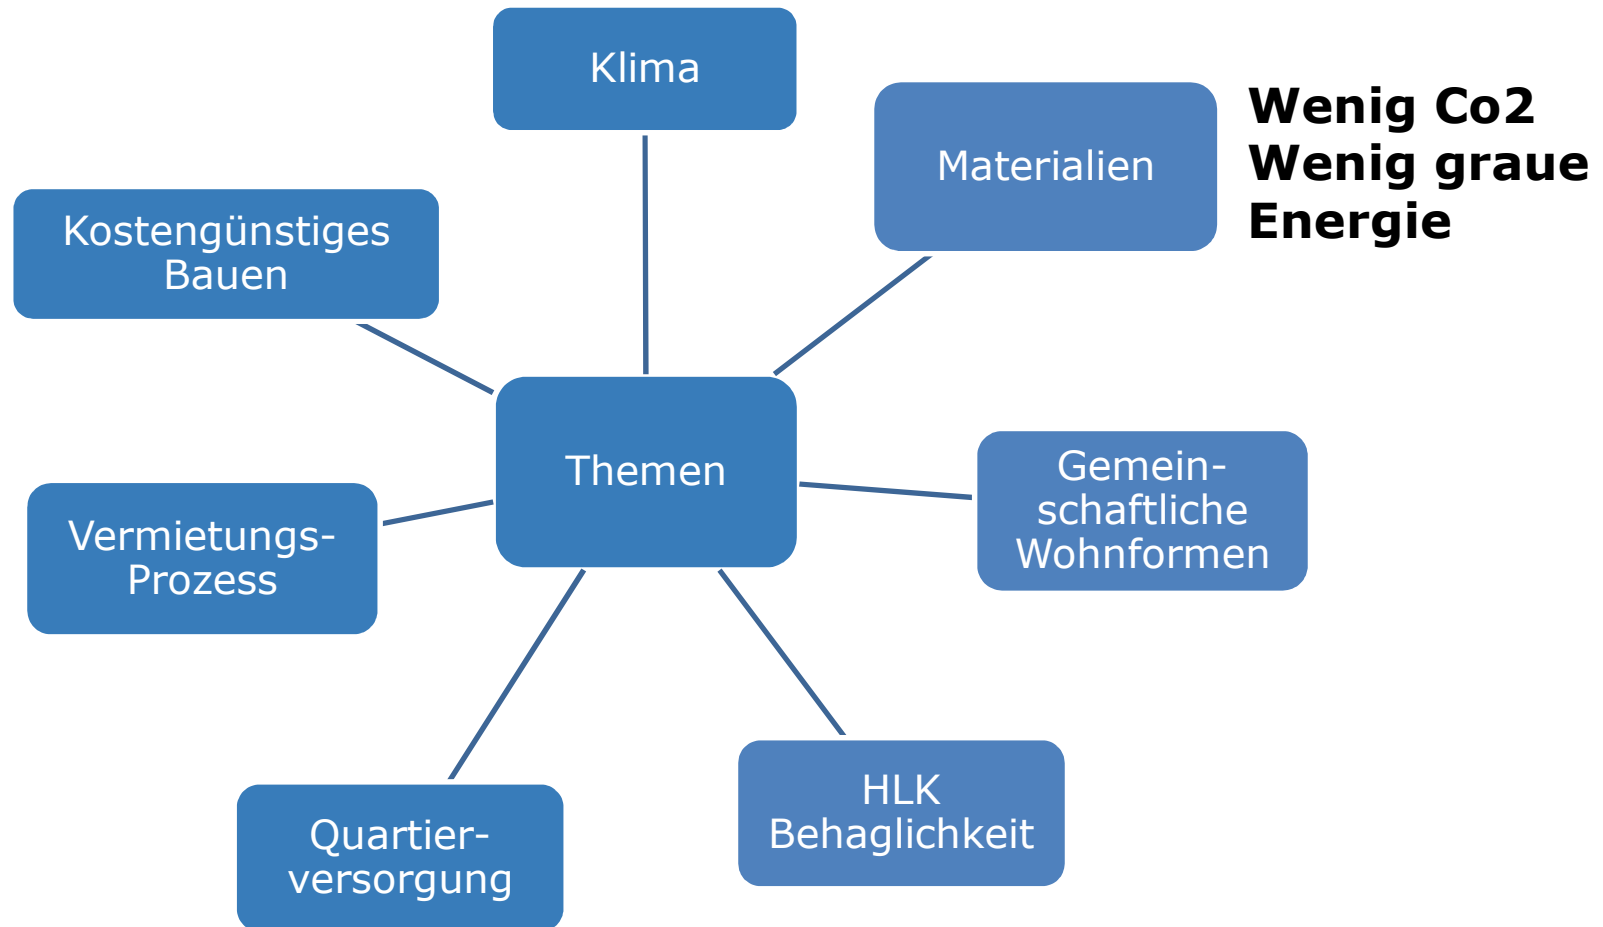 Klima
Materialien
Wenig Co2
Wenig graue
Energie
Kostengünstiges
Bauen
Themen
Gemein-
schaftliche
Wohnformen
Vermietungs-
Prozess
HLK
Behaglichkeit
Quartier-
versorgung